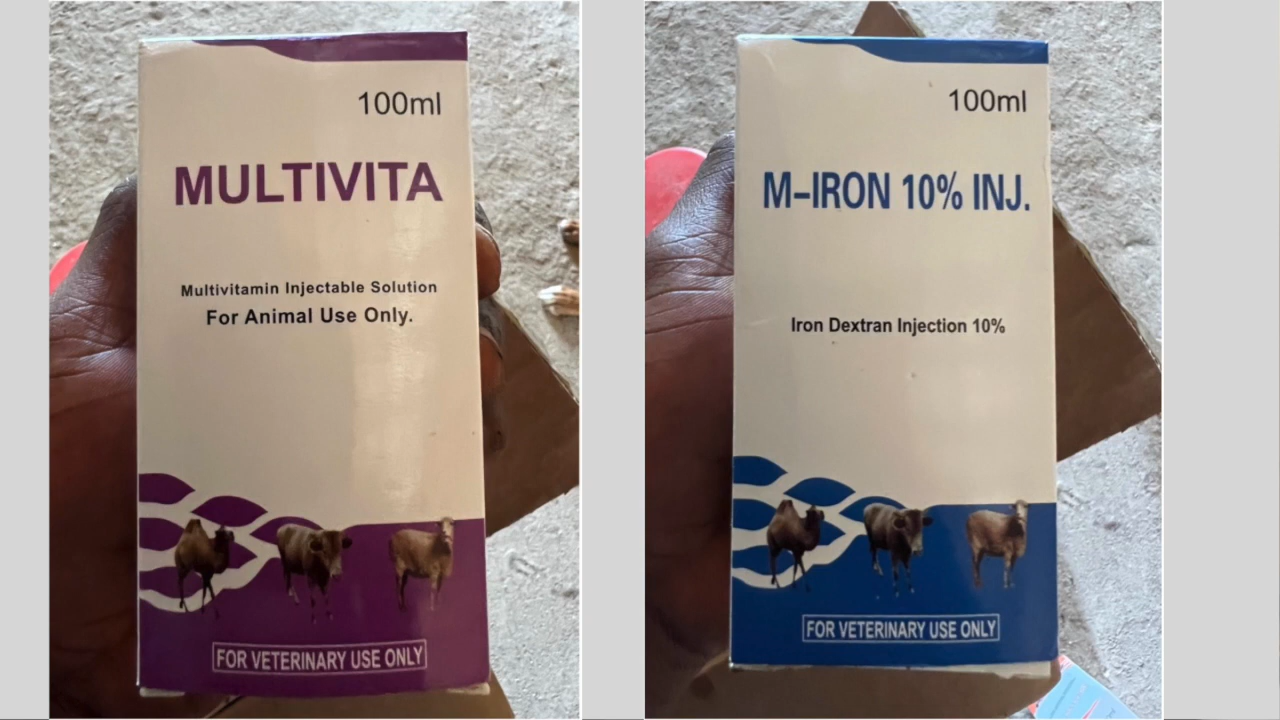 100ml
MULTIVITA
Multivitamin Injectable Solution
For Animal Use Only.
FOR VETERINARY USE ONLY
100ml
M-IRON 10% INJ.
Iron Dextran Injection 10%
FOR VETERINARY USE ONLY